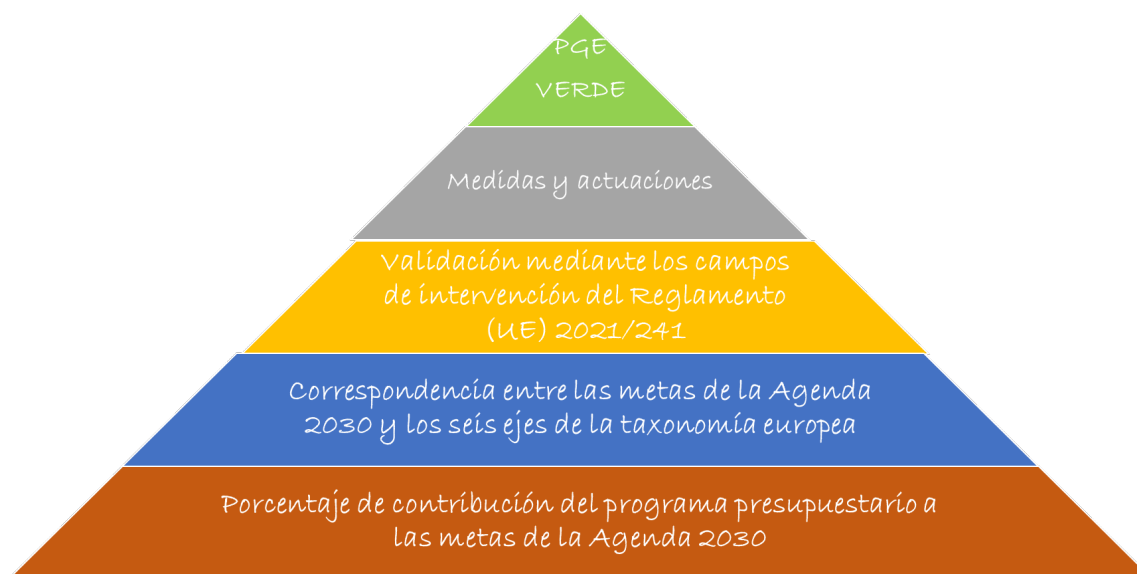 PGE
VERDE
Medidas y actuaciones
Validación mediante los campos
de intervención del Reglamento
(UE) 2021/241
Correspondencia entre las metas de la Agenda
2030 y los seis ejes de la taxonomía europea
Porcentaje de contribución del programa presupuestario a
las metas de la Agenda 2030